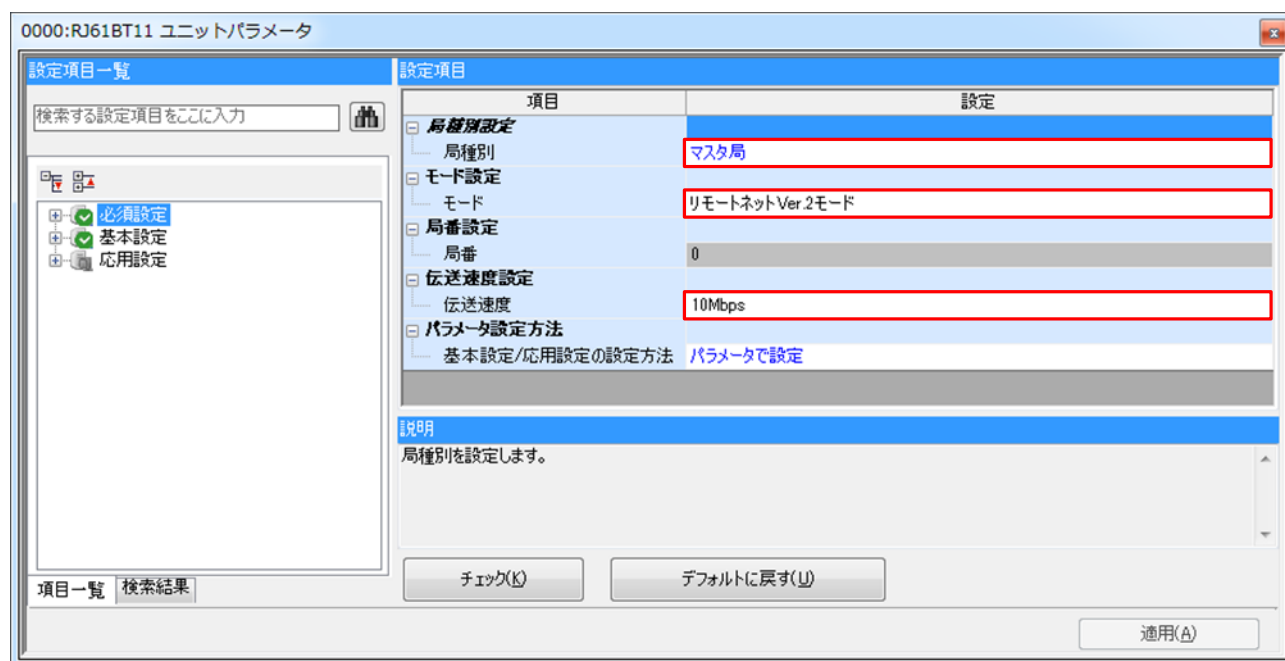 0000:RJ61BT11 ユニットパラメータ
設定項目一覧
検索する設定項目をここに入力
必須設定
基本設定
応用設定
項目一覧 検索結果
設定項目
項目 設定
局種別設定
局種別 マスタ局
モード設定
モード リモートネットVer.2モード
局番設定
局番 0
伝送速度設定
伝送速度 10Mbps
パラメータ設定方法
基本設定/応用設定の設定方法 パラメータで設定
説明
局種別を設定します。
チェック(K) デフォルトに戻す(U)
適用(A)